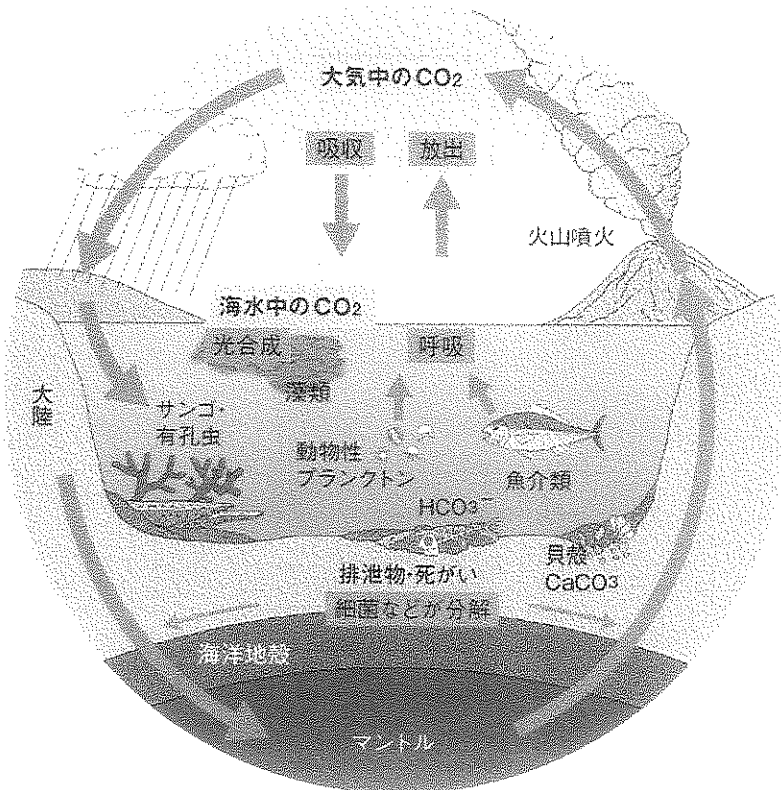 大気中のCO2
吸収
放出
火山噴火
海水中のCO2
光合成
呼吸
藻類
大陸
サンゴ・
有孔虫
動物性
プランクトン
魚介類
HCO3⁻
貝殻
CaCO3
排泄物・死がい
細菌などが分解
海洋地殻
マントル